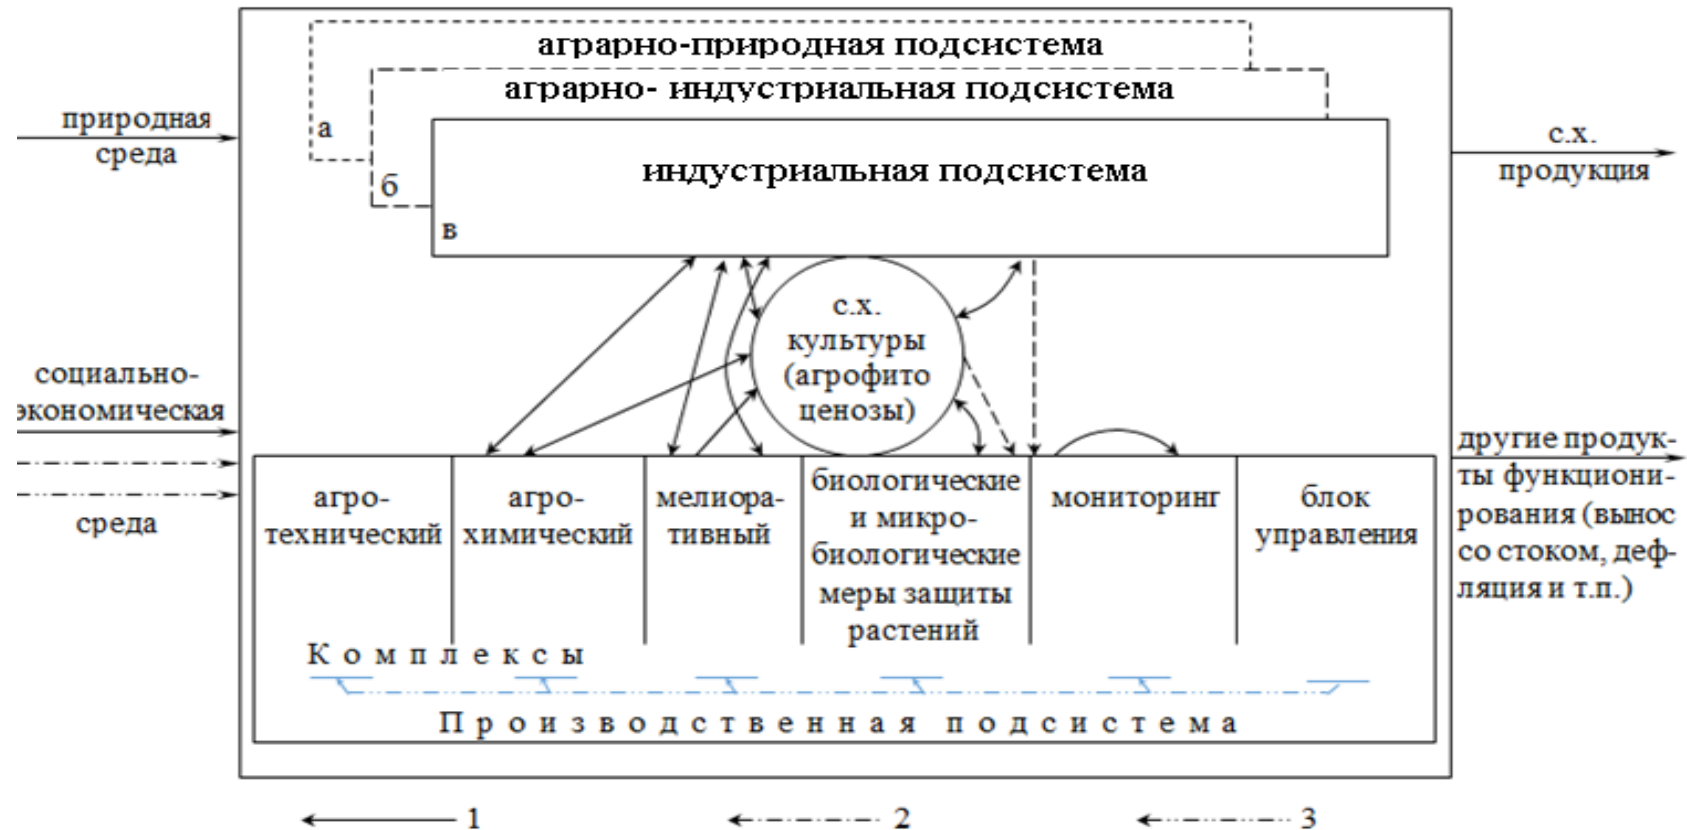 аграрно-природная подсистема
аграрно- индустриальная подсистема
индустриальная подсистема
а
б
в
природная
среда
социально-
экономическая
среда
с.х.
продукция
другие продук-
ты функциони-
рования (вынос
со стоком, деф-
ляция и т.п.)
с.х.
культуры
(агрофито
ценозы)
агро-
технический
агро-
химический
мелиора-
тивный
биологические
и микро-
биологические
меры защиты
растений
мониторинг
блок
управления
Комплексы
Производственная подсистема
1
2
3